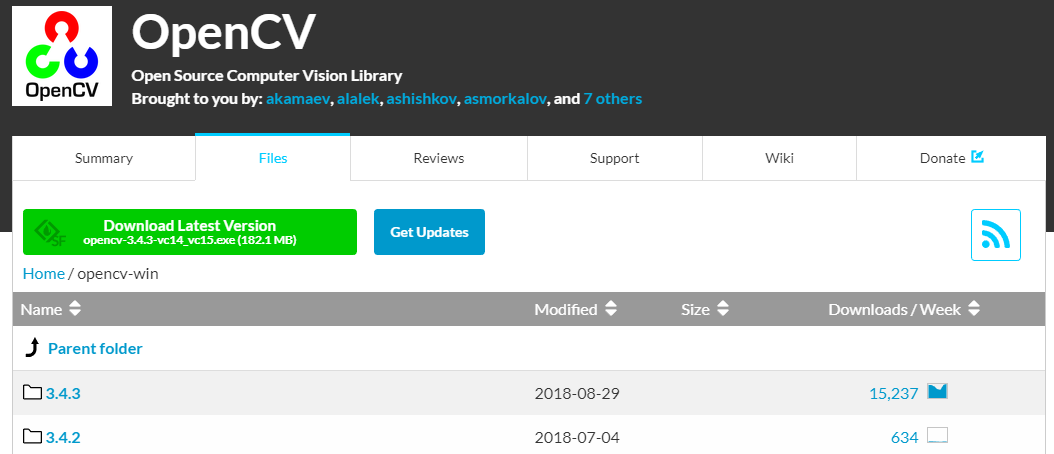 OpenCV
OpenCV
Open Source Computer Vision Library
Brought to you by: akamaev, alalek, ashishkov, asmorkalov, and 7 others
Summary Files Reviews Support Wiki Donate
Download Latest Version
opencv-3.4.3-vc14_vc15.exe (182.1 MB)
SF
Get Updates
Home / opencv-win
Name Modified Size Downloads / Week
Parent folder
3.4.3 2018-08-29 15,237
3.4.2 2018-07-04 634